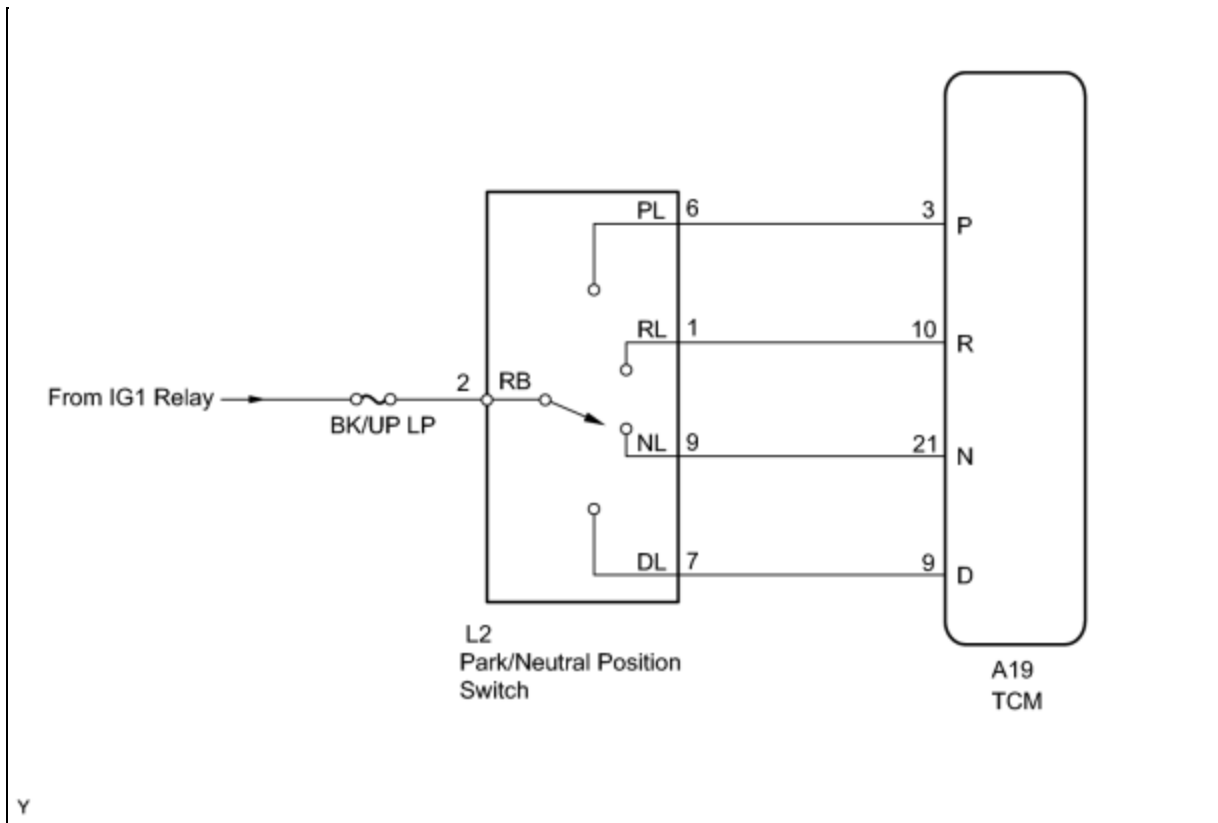 PL 6 3 P
RL 1 10 R
2 RB
From IG1 Relay
BK/UP LP
NL 9 21 N
DL 7 9 D
L2
Park/Neutral Position
Switch
A19
TCM
Y